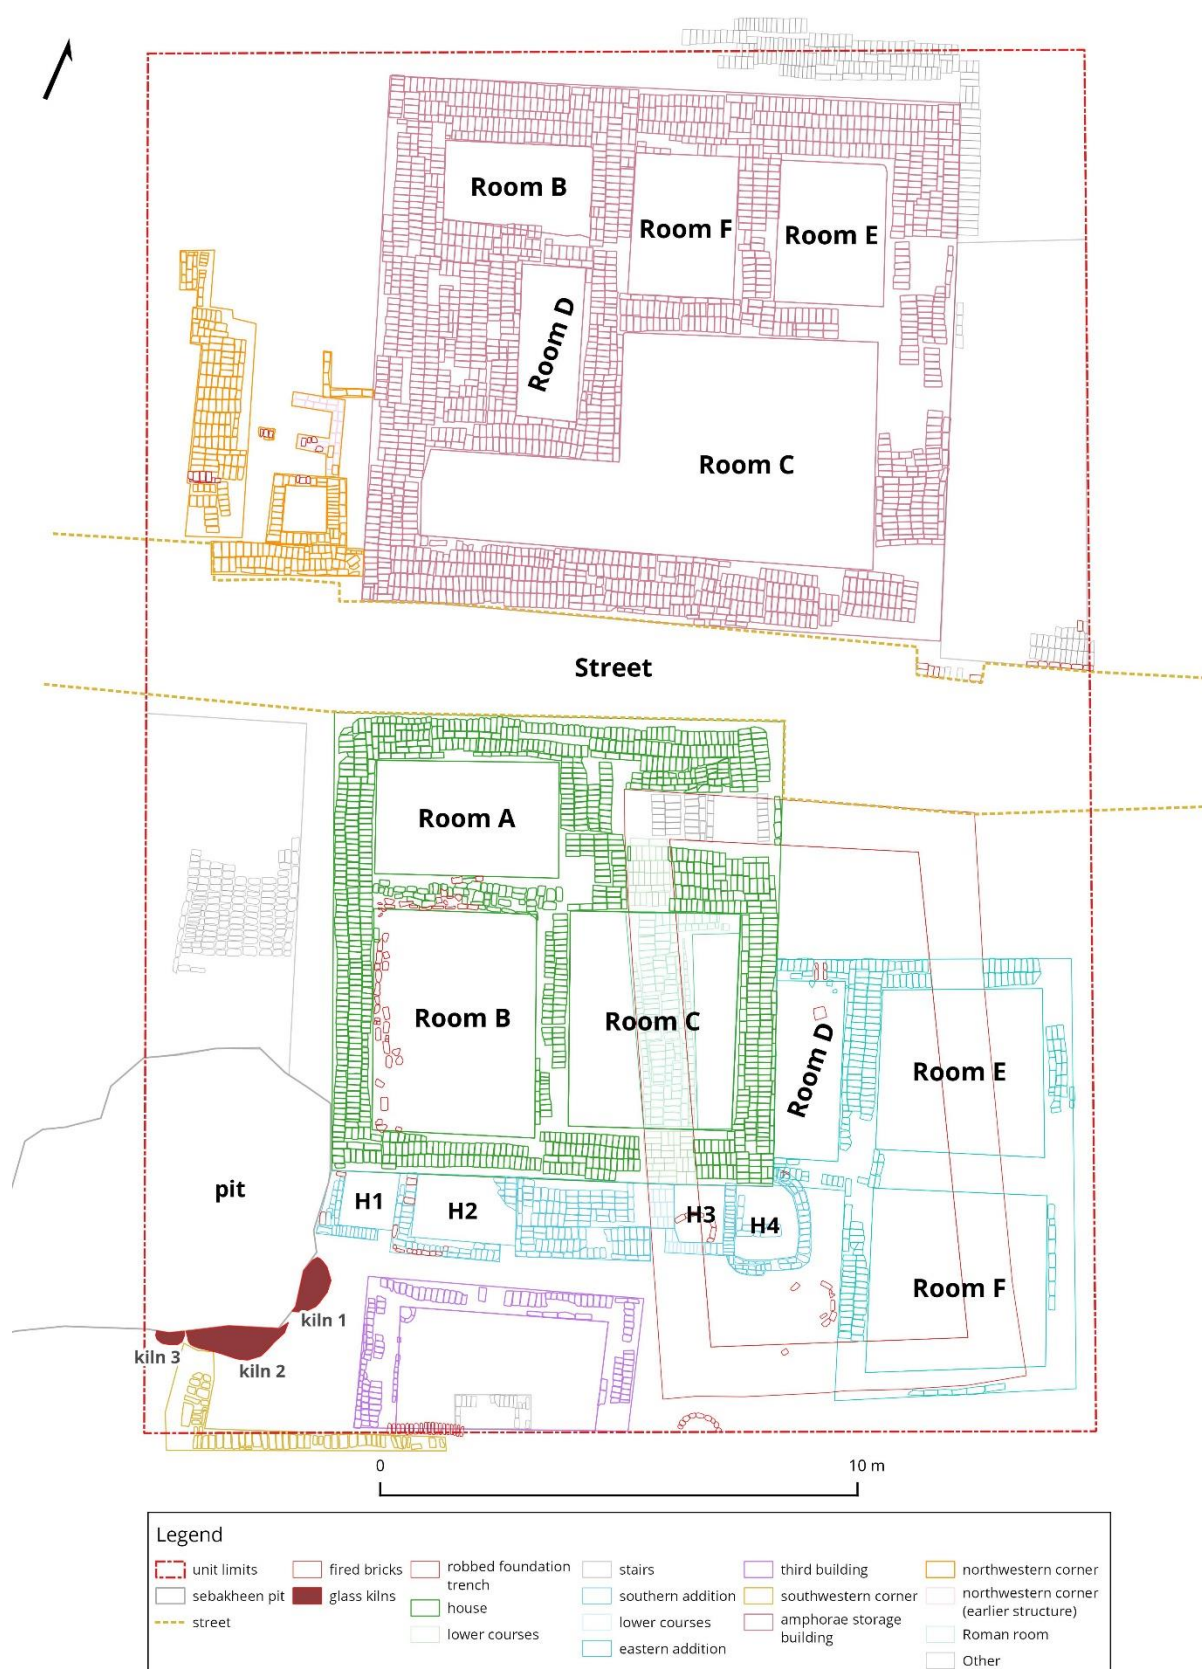 Room B
Room F
Room E
Room D
Room C
Street
Room A
Room B
Room C
Room D
Room E
pit
H1
H2
H3
H4
Room F
kiln 1
kiln 3
kiln 2
0
10 m
Legend
unit limits
sebakheen pit
street
fired bricks
glass kilns
robbed foundation
trench
house
lower courses
stairs
southern addition
lower courses
eastern addition
third building
southwestern corner
amphorae storage
building
northwestern corner
northwestern corner
(earlier structure)
Roman room
Other